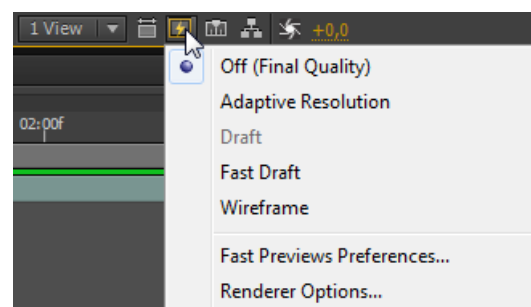 1 View +0,0
Off (Final Quality)
Adaptive Resolution
02:00f
Draft
Fast Draft
Wireframe
Fast Previews Preferences...
Renderer Options...